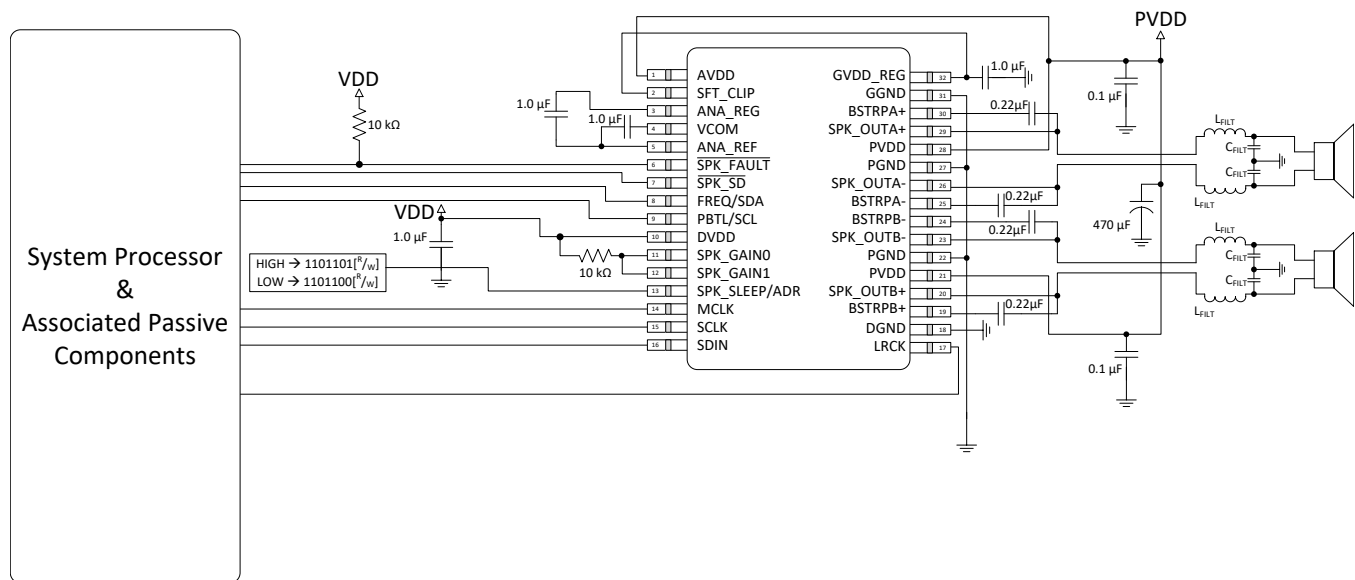 System Processor
&
Associated Passive
Components
VDD
10 kΩ
VDD
1.0 µF
HIGH → 1101101[R/W]
LOW → 1101100[R/W]
1.0 µF
1.0 µF
10 kΩ
1 AVDD
2 SFT_CLIP
3 ANA_REG
4 VCOM
5 ANA_REF
6 SPK_FAULT
7 SPK_SD
8 FREQ/SDA
9 PBTL/SCL
10 DVDD
11 SPK_GAIN0
12 SPK_GAIN1
13 SPK_SLEEP/ADR
14 MCLK
15 SCLK
16 SDIN
GVDD_REG 32
GGND 31
BSTRPA+ 30
SPK_OUTA+ 29
PVDD 28
PGND 27
SPK_OUTA- 26
BSTRPA- 25
BSTRPB- 24
SPK_OUTB- 23
PGND 22
PVDD 21
SPK_OUTB+ 20
BSTRPB+ 19
DGND 18
LRCK 17
1.0 µF
0.22µF
0.22µF
0.22µF
0.22µF
PVDD
0.1 µF
470 µF
0.1 µF
LFILT
CFILT
CFILT
LFILT
LFILT
CFILT
CFILT
LFILT